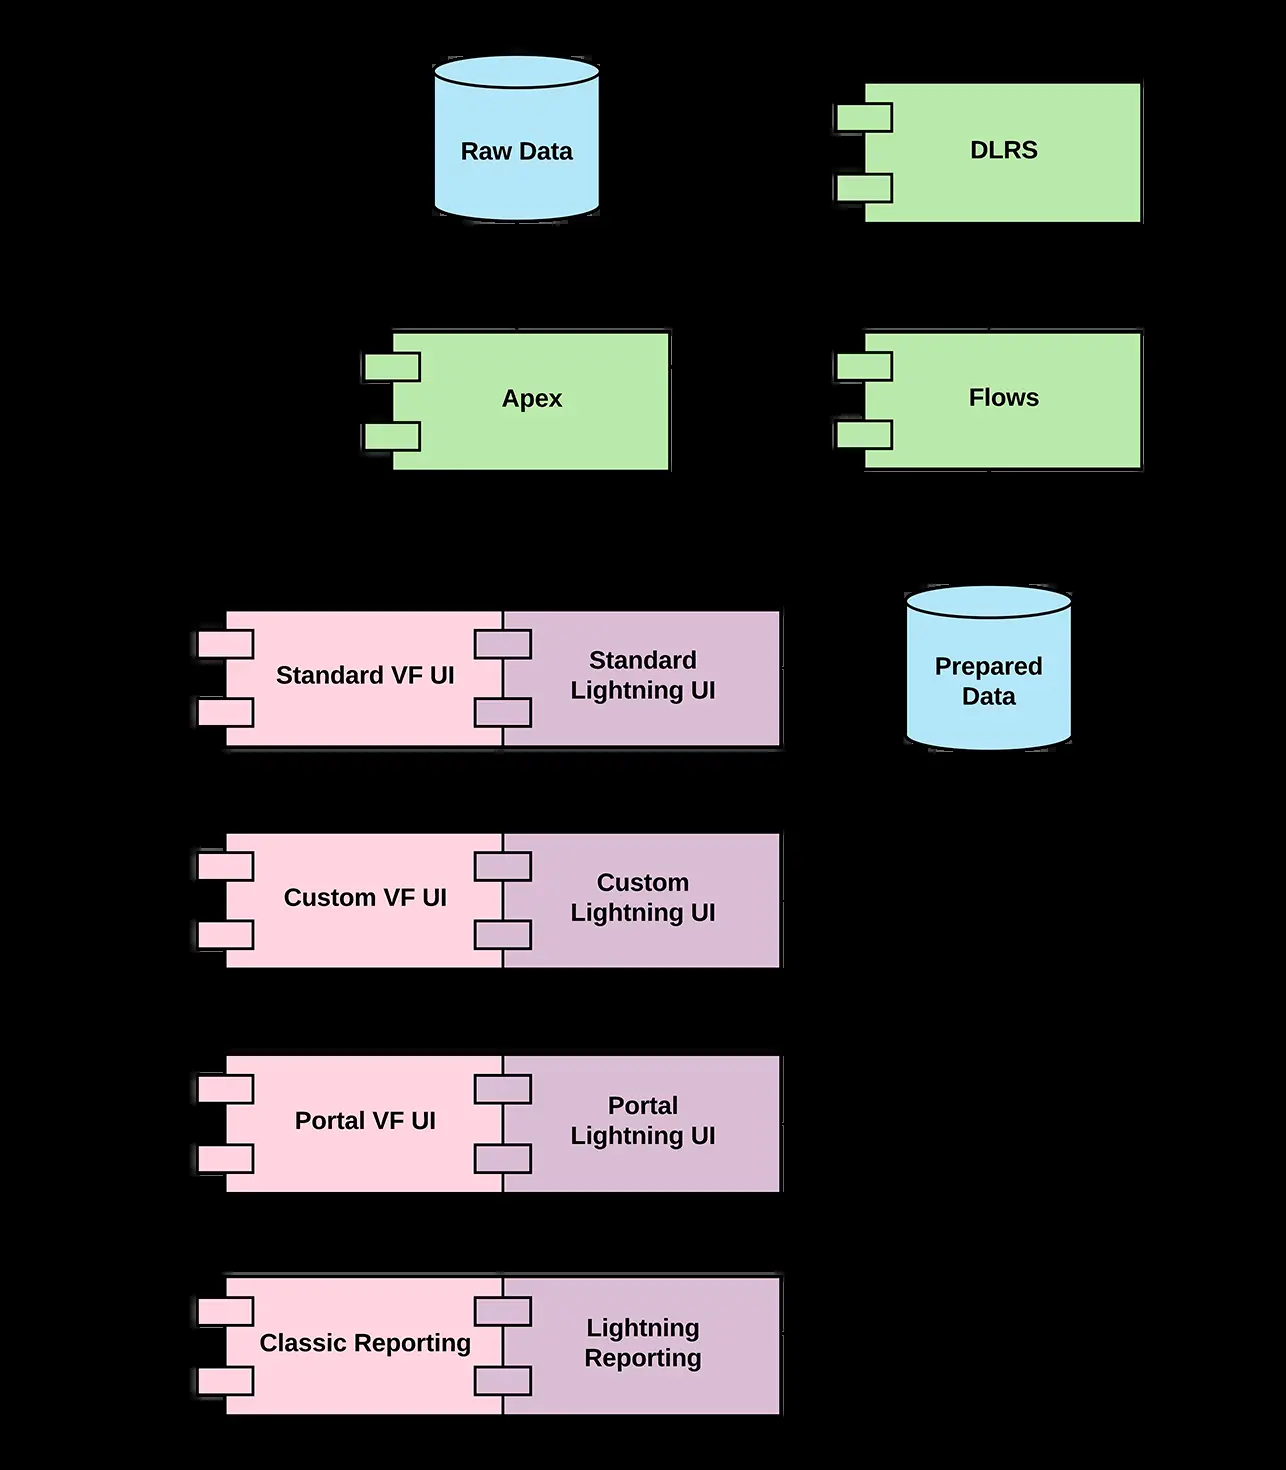 Raw Data
DLRS
Apex
Flows
Standard VF UI
Standard
Lightning UI
Prepared
Data
Custom VF UI
Custom
Lightning UI
Portal VF UI
Portal
Lightning UI
Classic Reporting
Lightning
Reporting